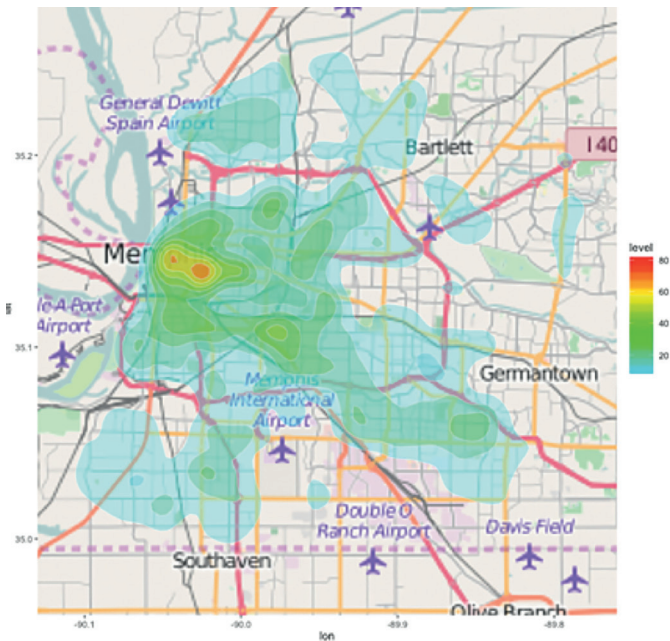 General Dewitt
Spain Airport
Bartlett
I 40
Mem
le-A-Port
Airport
Germantown
Memphis
International
Airport
Double O
Ranch Airport
Davis Field
Southaven
Olive Branch
35.2
35.1
35.0
lat
-90.1
-90.0
-89.9
-89.8
lon
level
80
60
40
20